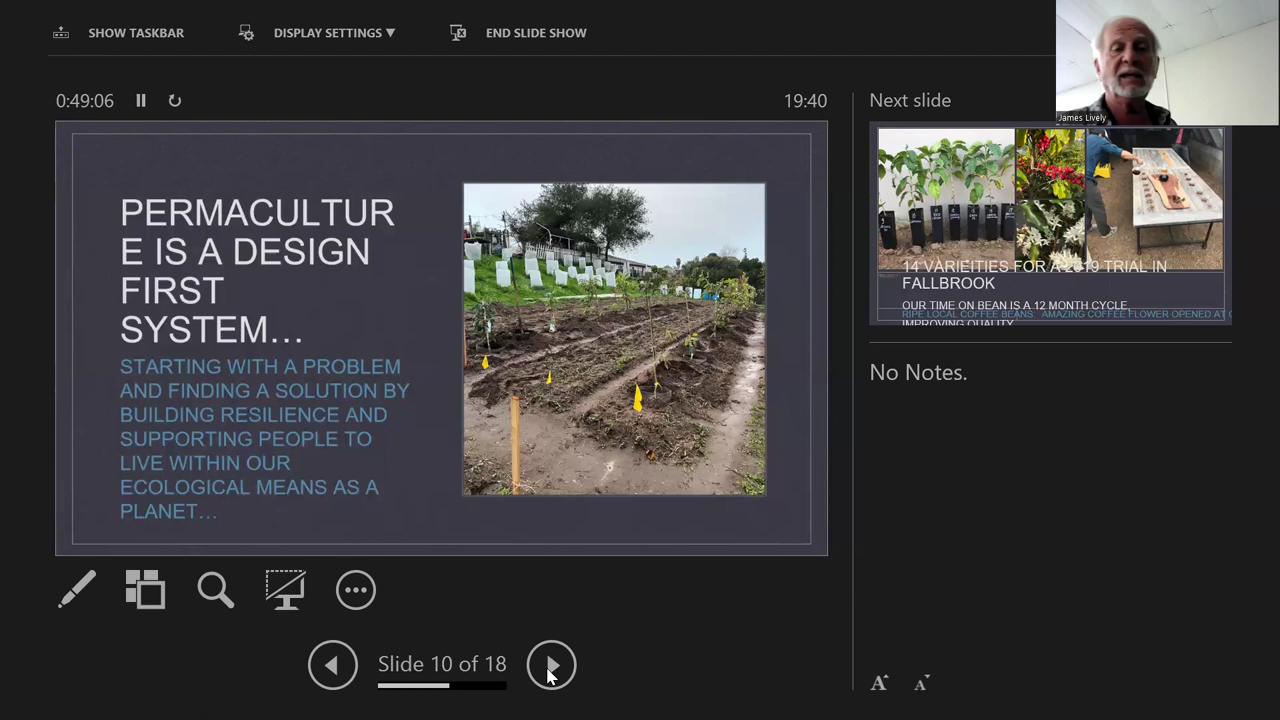 SHOW TASKBAR
DISPLAY SETTINGS ▼
END SLIDE SHOW
James Lively
0:49:06
19:40
Next slide
PERMACULTUR
E IS A DESIGN
FIRST
SYSTEM…
STARTING WITH A PROBLEM
AND FINDING A SOLUTION BY
BUILDING RESILIENCE AND
SUPPORTING PEOPLE TO
LIVE WITHIN OUR
ECOLOGICAL MEANS AS A
PLANET…
14 VARIEITIES FOR A 2019 TRIAL IN
FALLBROOK
OUR TIME ON BEAN IS A 12 MONTH CYCLE,
RIPE LOCAL COFFEE BEANS AMAZING COFFEE FLOWER OPENED AT
IMPROVING QUALITY
No Notes.
Slide 10 of 18
A A